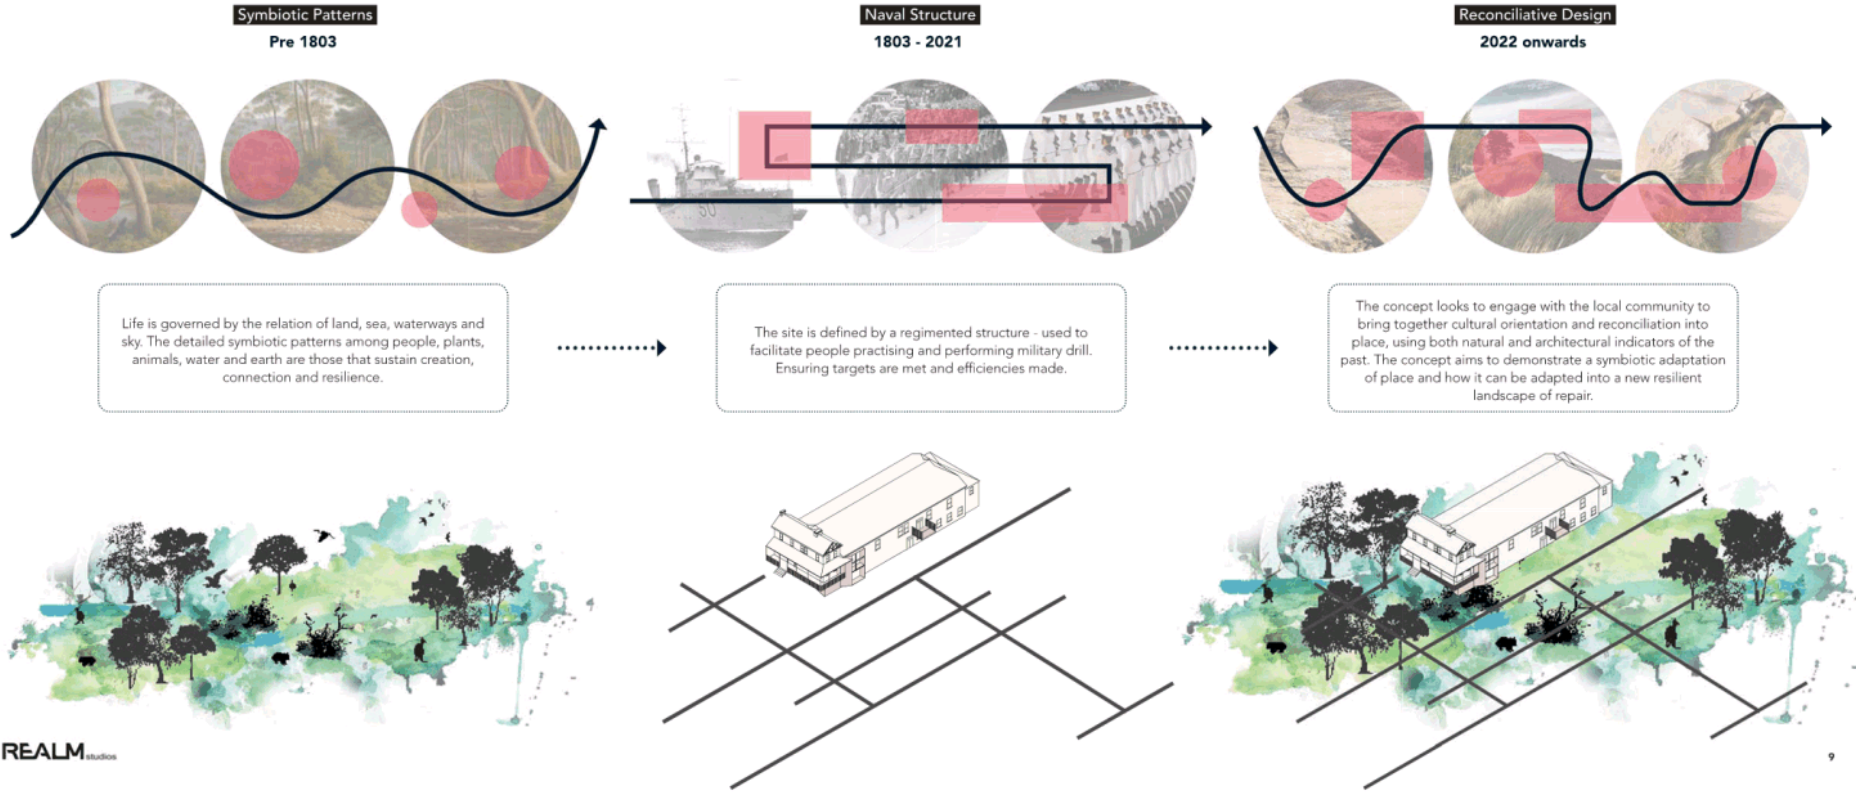 Symbiotic Patterns
Pre 1803
Naval Structure
1803 - 2021
Reconciliative Design
2022 onwards
50
Life is governed by the relation of land, sea, waterways and
sky. The detailed symbiotic patterns among people, plants,
animals, water and earth are those that sustain creation,
connection and resilience.
The site is defined by a regimented structure - used to
facilitate people practising and performing military drill.
Ensuring targets are met and efficiencies made.
The concept looks to engage with the local community to
bring together cultural orientation and reconciliation into
place, using both natural and architectural indicators of the
past. The concept aims to demonstrate a symbiotic adaptation
of place and how it can be adapted into a new resilient
landscape of repair.
REALM studios
9